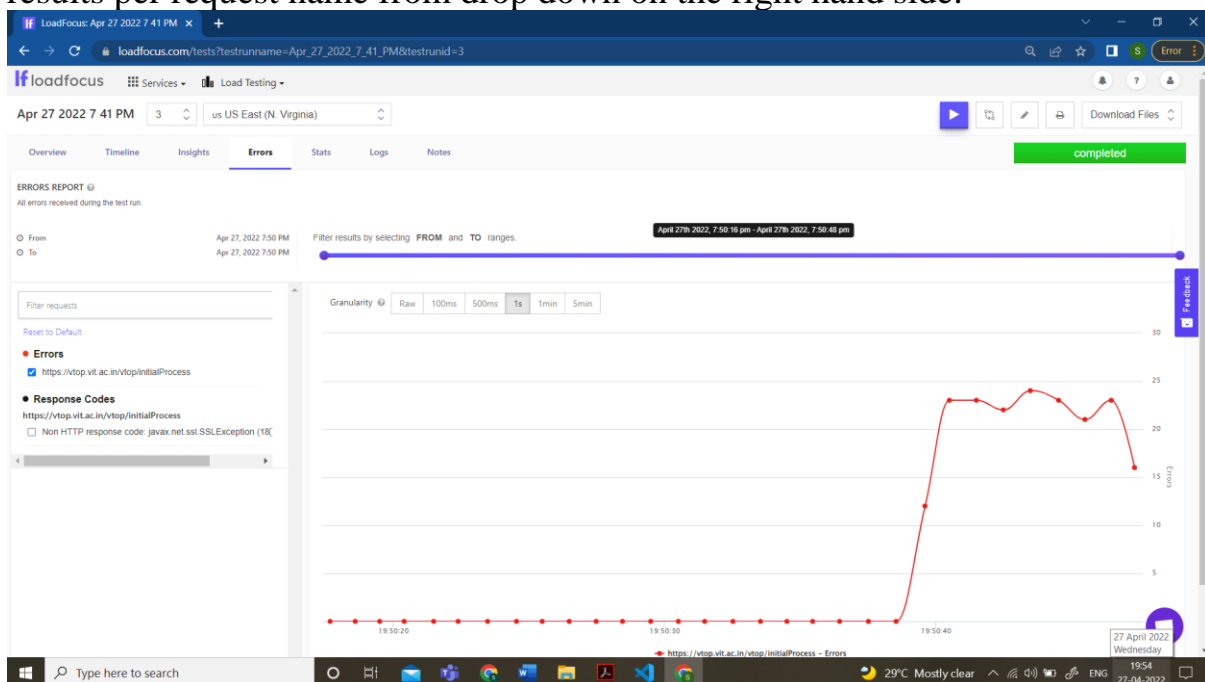 results per request name from drop down on the right hand side.
LoadFocus: Apr 27 2022 7 41 PM
loadfocus.com/tests?testrunname=Apr_27_2022_7_41_PM&testrunid=3
S
Error
lf loadfocus
Services
Load Testing
?
Apr 27 2022 7 41 PM
3
us US East (N. Virginia)
Download Files
Overview
Timeline
Insights
Errors
Stats
Logs
Notes
completed
ERRORS REPORT
All errors received during the test run.
From
Apr 27, 2022 7:50 PM
To
Apr 27, 2022 7:50 PM
Filter results by selecting FROM and TO ranges.
April 27th 2022, 7:50:16 pm - April 27th 2022, 7:50:48 pm
Feedback
Filter requests
Reset to Default
Errors
https://vtop.vit.ac.in/vtop/initialProcess
Response Codes
https://vtop.vit.ac.in/vtop/initialProcess
Non HTTP response code: javax.net.ssl.SSLException (18
Granularity
Raw
100ms
500ms
1s
1min
5min
30
25
20
15
10
5
Errors
19:50:20
19:50:30
19:50:40
https://vtop.vit.ac.in/vtop/initialProcess - Errors
27 April 2022
Wednesday
Type here to search
29°C Mostly clear
ENG
19:54
27-04-2022